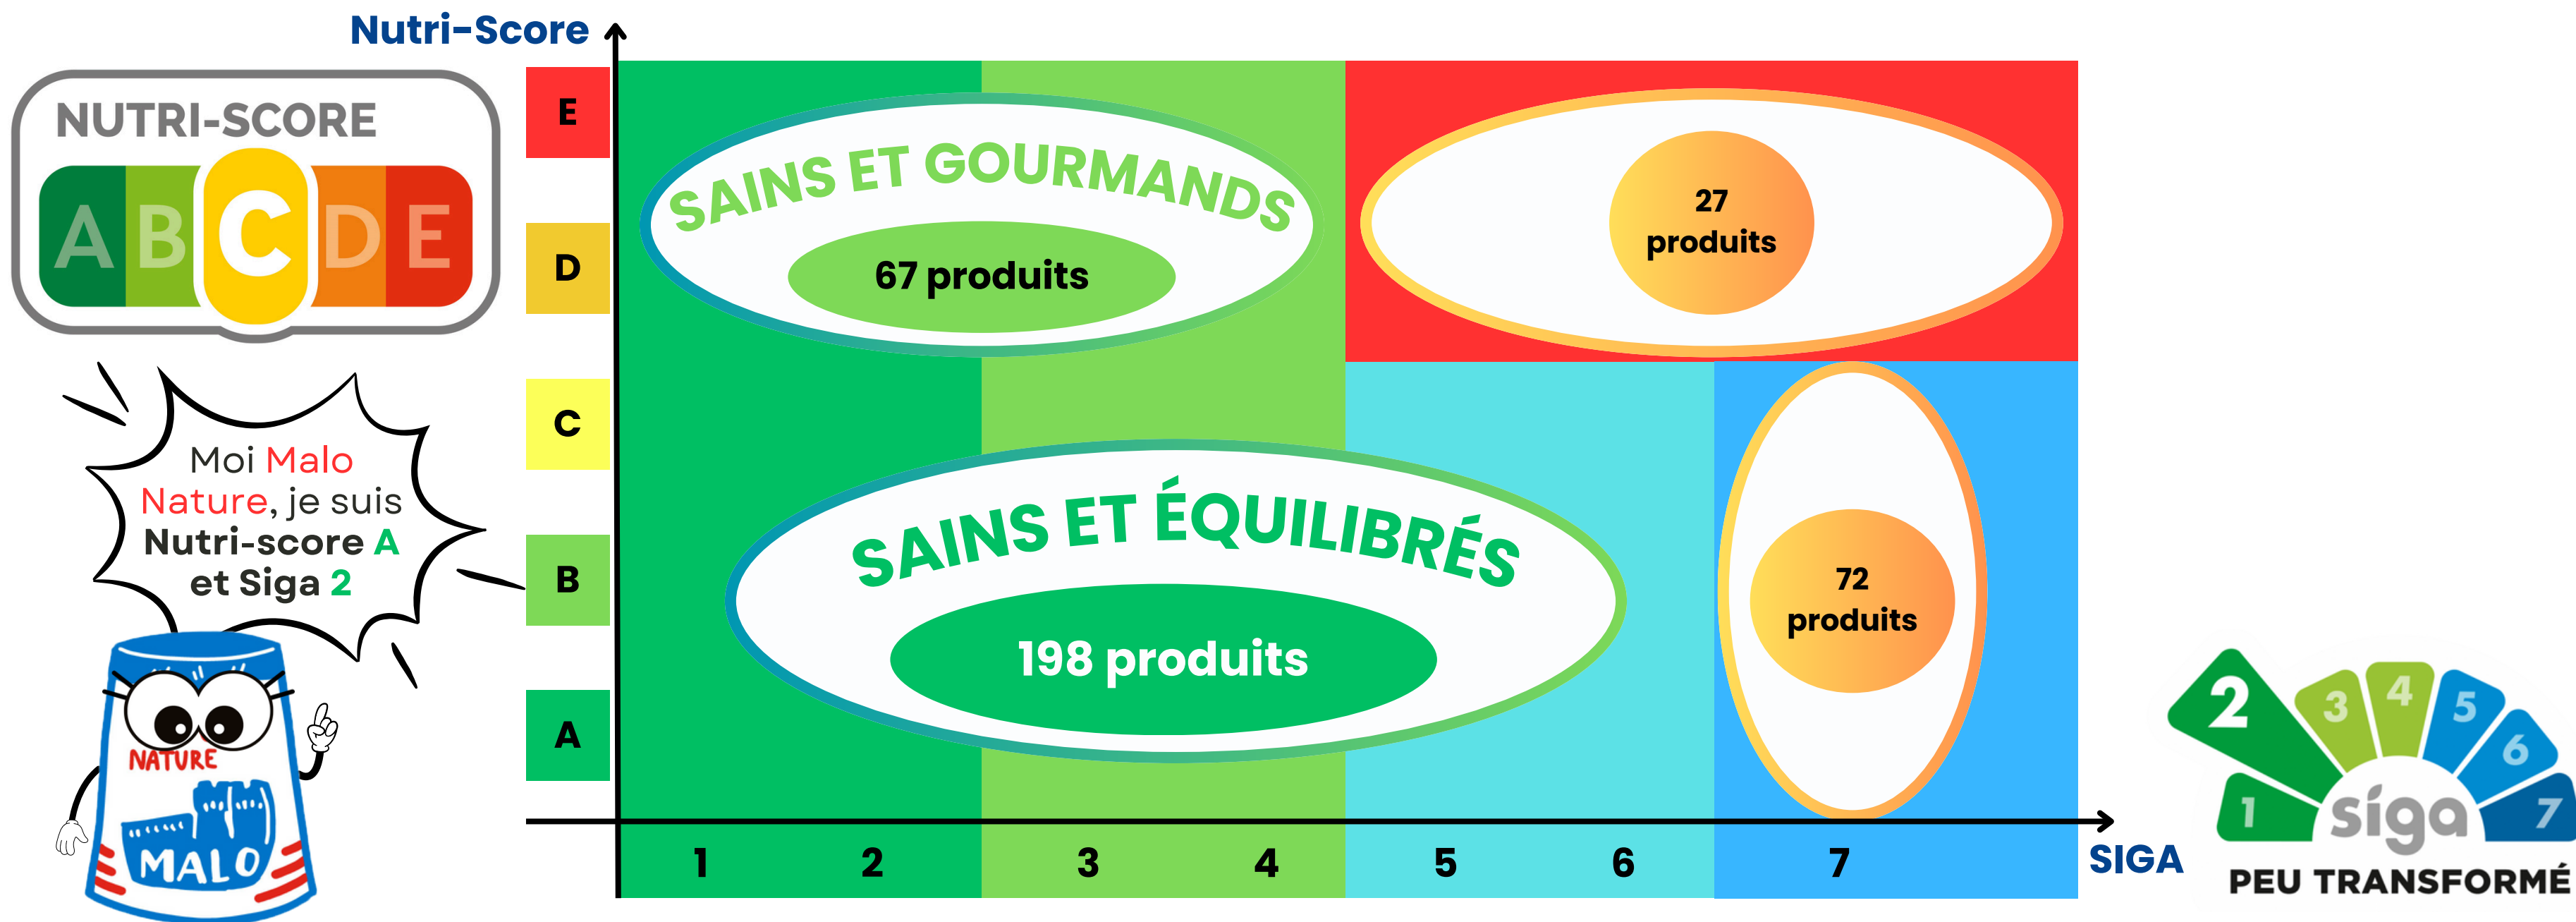 Nutri-Score
NUTRI-SCORE
A B C D E
Moi Malo
Nature, je suis
Nutri-score A
et Siga 2
NATURE
MALO
E
D
C
B
A
SAINS ET GOURMANDS
67 produits
27
produits
SAINS ET ÉQUILIBRÉS
198 produits
72
produits
1 2 3 4 5 6 7
SIGA
1 2 3 4 5 6 7
siga
PEU TRANSFORMÉ